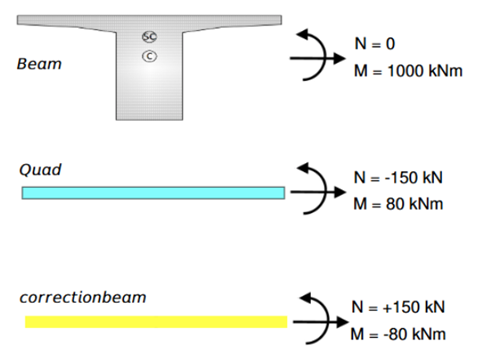 SC
C
Beam
N = 0
M = 1000 kNm
Quad
N = -150 kN
M = 80 kNm
correctionbeam
N = +150 kN
M = -80 kNm